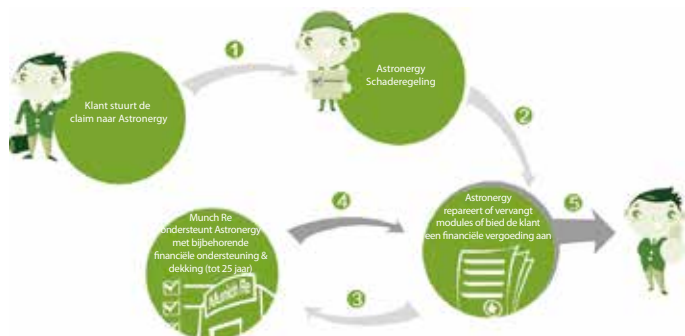 1
Klant stuurt de
claim naar Astronergy
Astronergy
Schaderegeling
2
Astronergy
repareert of vervangt
modules of bied de klant
een financiële vergoeding aan
3
Munch Re
ondersteunt Astronergy
met bijbehorende
financiële ondersteuning &
dekking (tot 25 jaar)
Munich Re
4
5